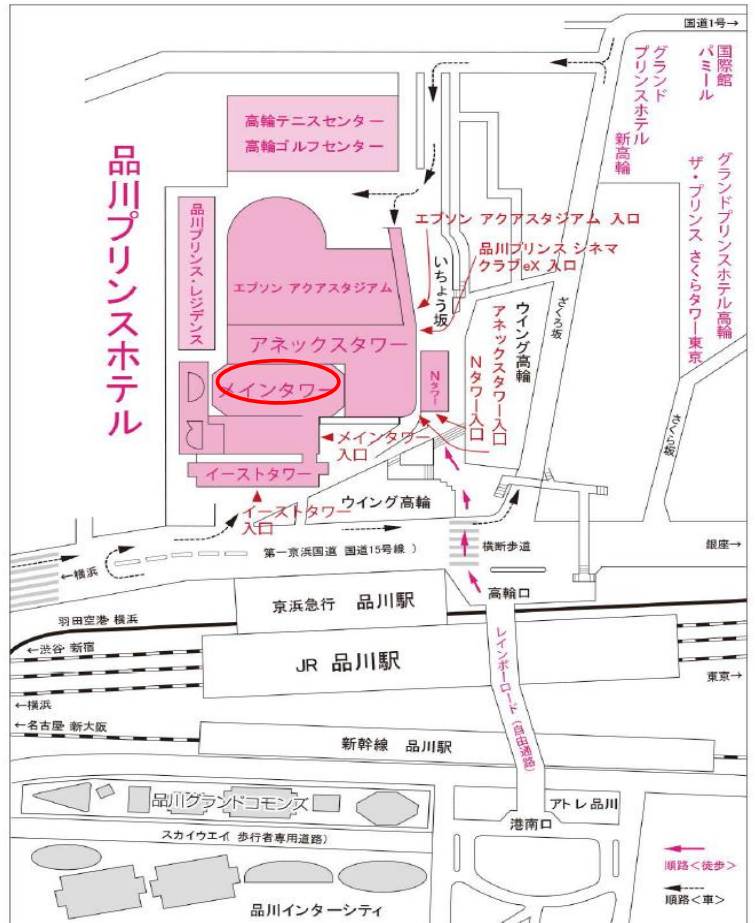 国道1号→
国際館
パミール
グランド
プリンスホテル
新高輪
高輪テニスセンター
高輪ゴルフセンター
グランドプリンスホテル高輪
ザ・プリンス さくらタワー東京
品川プリンスホテル
品川プリンス・レジデンス
エプソン アクアスタジアム 入口
品川プリンス シネマ
クラブeX 入口
いちょう坂
エプソン アクアスタジアム
さくろ坂
ウイング高輪
アネックスタワー入口
Nタワー入口
アネックスタワー
Nタワー
メインタワー
メインタワー
入口
さくら坂
イーストタワー
イーストタワー
入口
ウイング高輪
第一京浜国道 国道15号線）
横断歩道
銀座→
←横浜
高輪口
京浜急行 品川駅
羽田空港・横浜
←渋谷・新宿
JR 品川駅
レインボーロード（自由通路）
東京→
←横浜
←名古屋・新大阪
新幹線 品川駅
品川グランドコモンズ
アトレ品川
港南口
スカイウエイ 歩行者専用道路）
順路＜徒歩＞
順路＜車＞
品川インターシティ